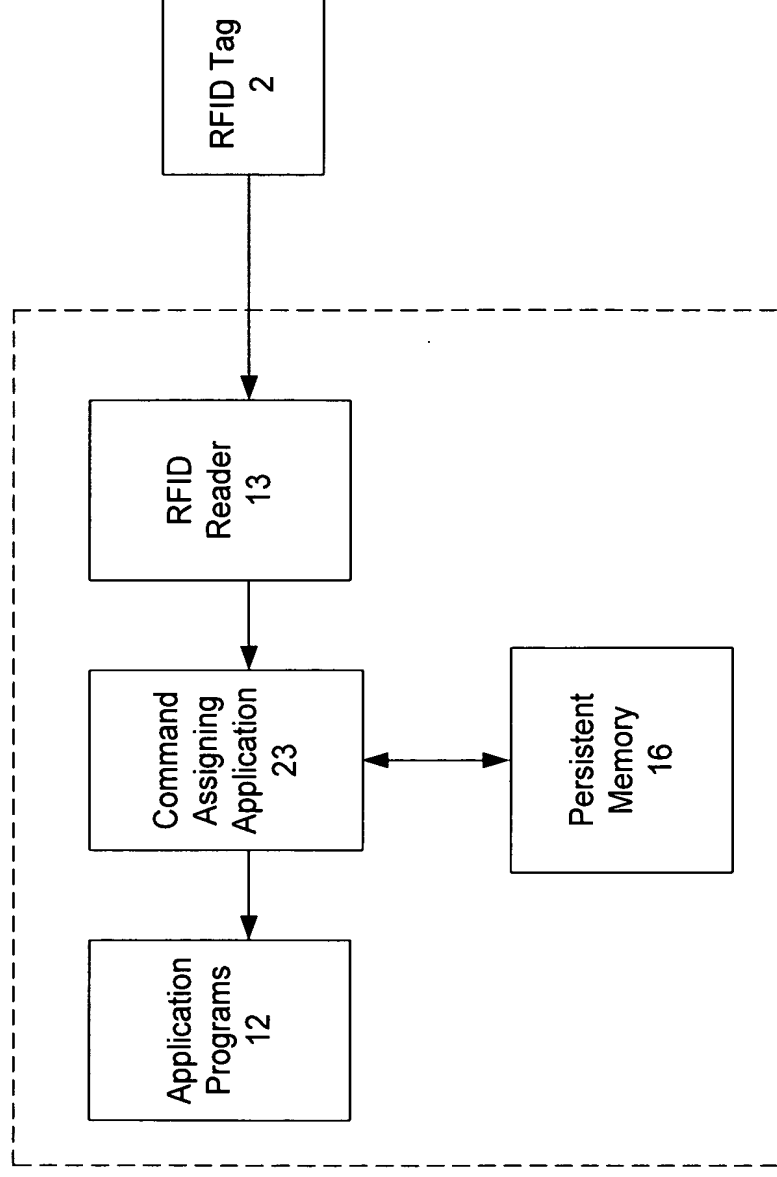 RFID Tag
2
RFID
Reader
13
Command
Assigning
Application
23
Persistent
Memory
16
Application
Programs
12